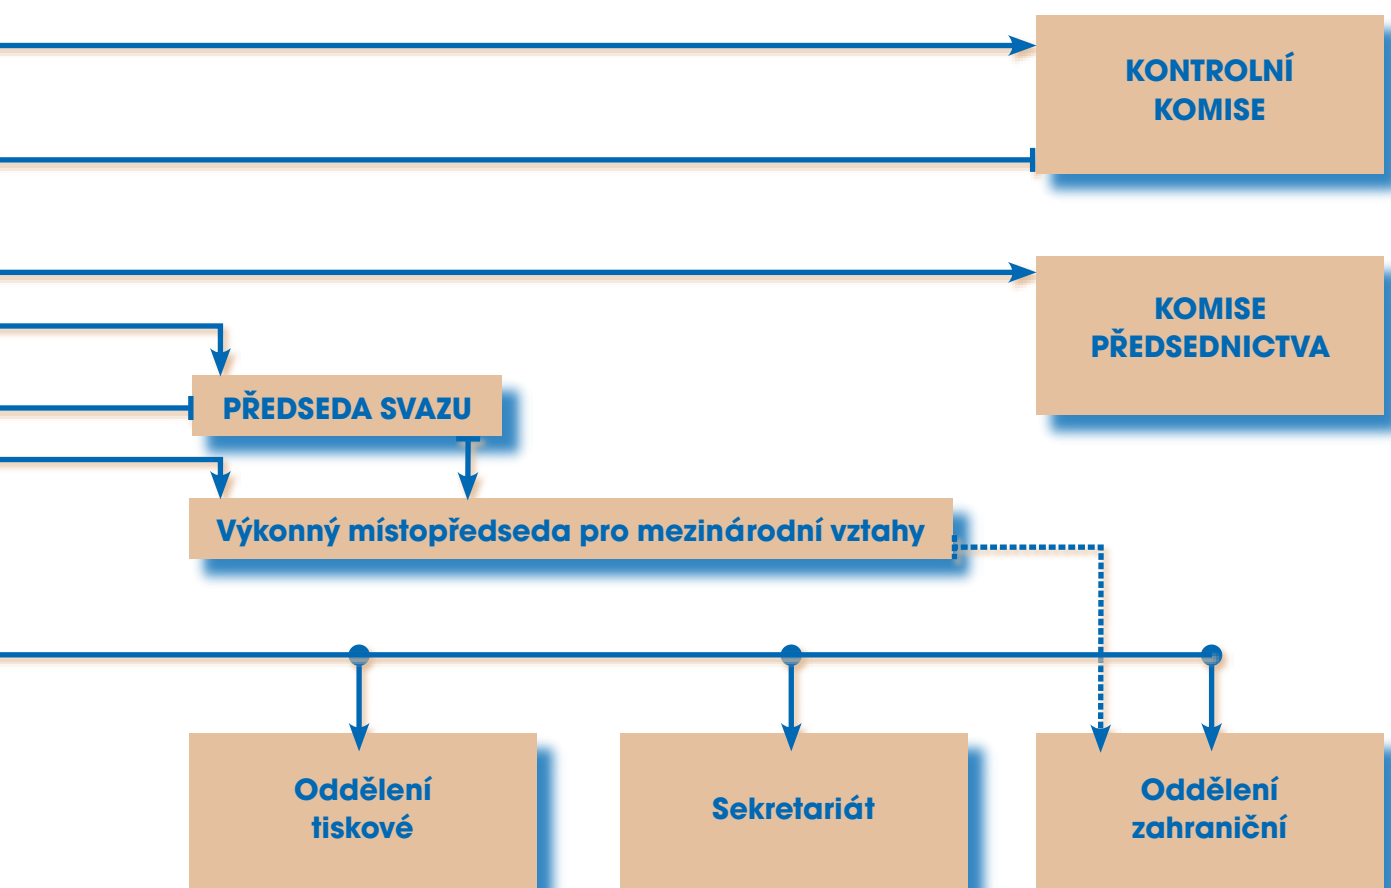 KONTROLNÍ
KOMISE
KOMISE
PŘEDSEDNICTVA
PŘEDSEDA SVAZU
Výkonný místopředseda pro mezinárodní vztahy
Oddělení
tiskové
Sekretariát
Oddělení
zahraniční